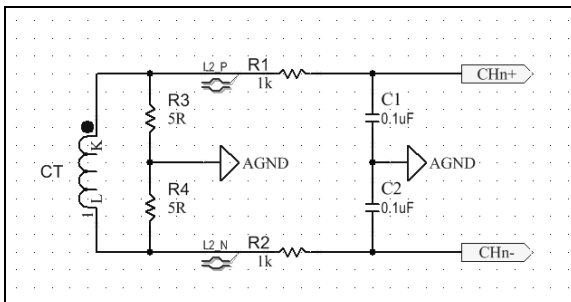 L2_P
R1
1k
CHn+
R3
5R
C1
0.1uF
K
CT
AGND
AGND
L
1
R4
5R
C2
0.1uF
L2_N
R2
1k
CHn-